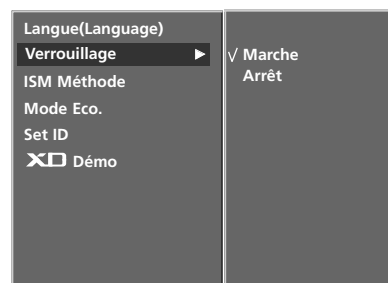 Langue(Language)
Verrouillage ▶
ISM Méthode
Mode Eco.
Set ID
XD Démo
√ Marche
Arrêt